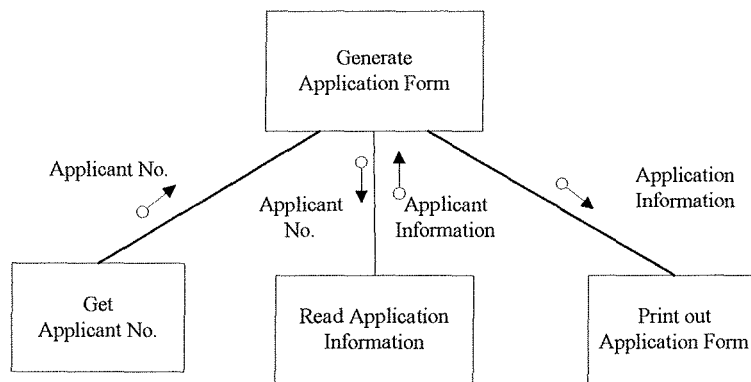 Generate
Application Form
Applicant No.
Applicant
No.
Applicant
Information
Application
Information
Get
Applicant No.
Read Application
Information
Print out
Application Form